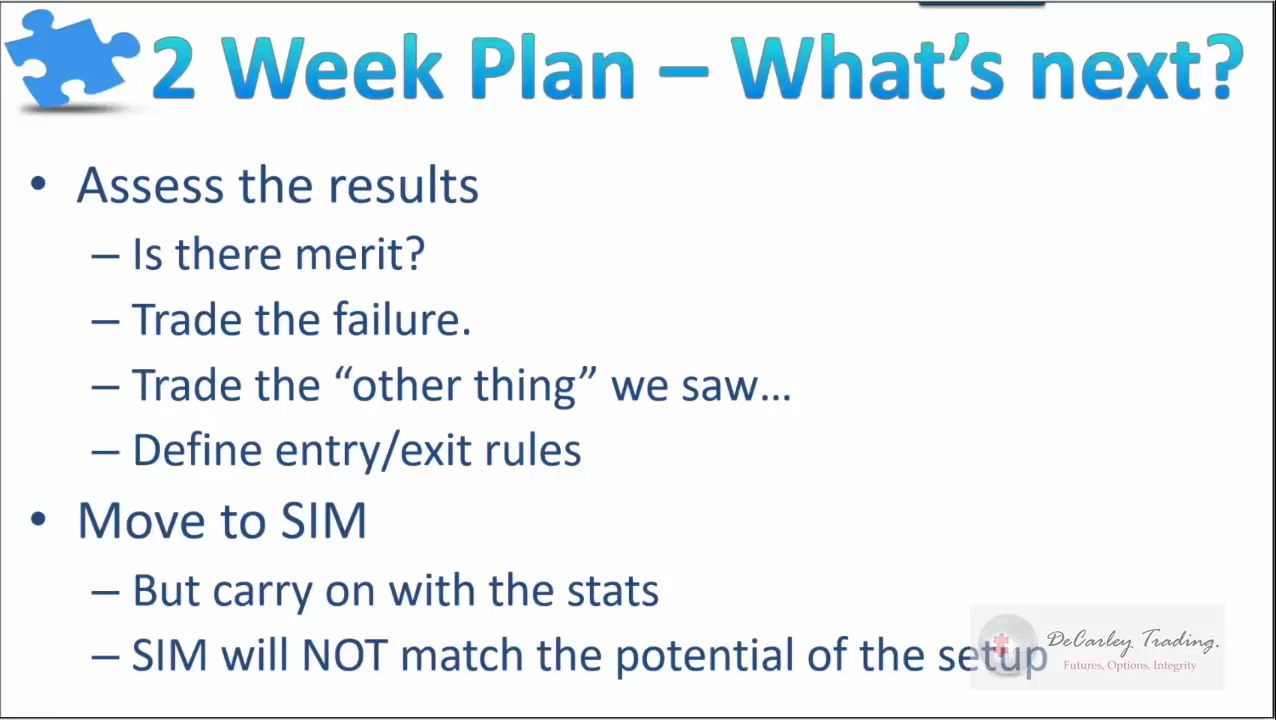 2 Week Plan – What’s next?
• Assess the results
– Is there merit?
– Trade the failure.
– Trade the “other thing” we saw…
– Define entry/exit rules
• Move to SIM
– But carry on with the stats
– SIM will NOT match the potential of the setup
DeCarley Trading.
Futures, Options, Integrity